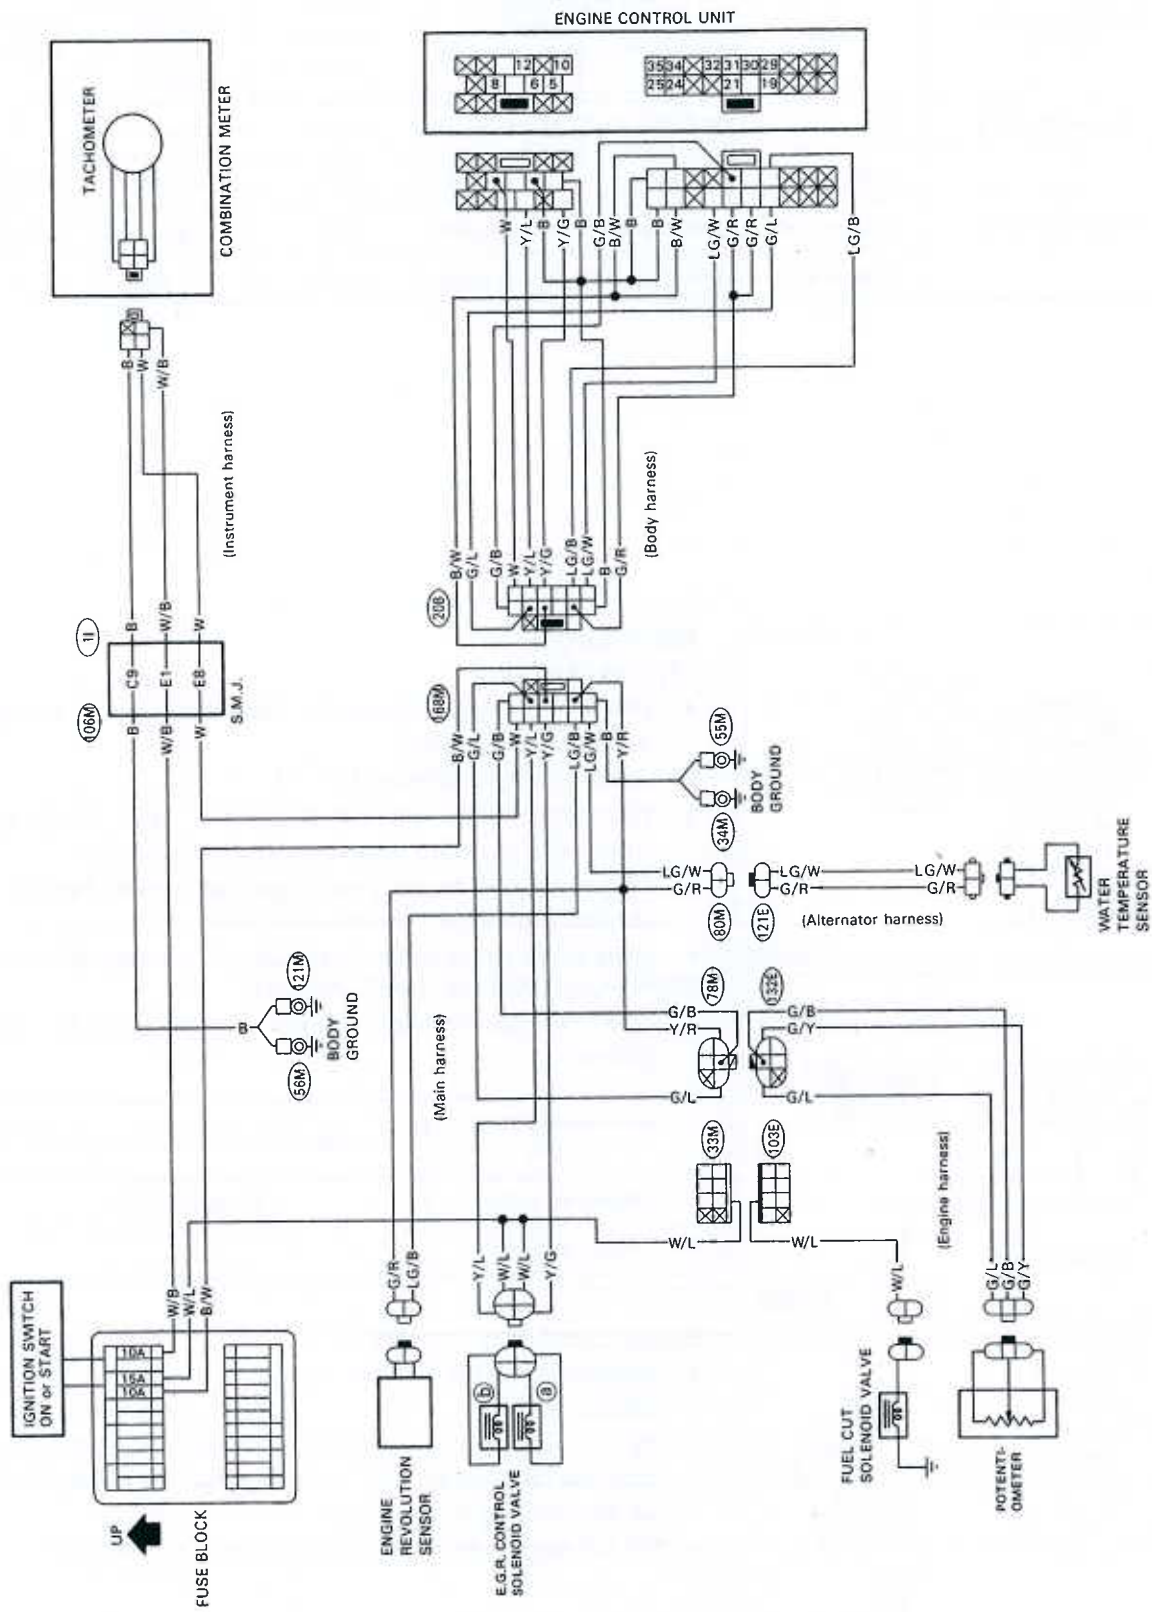 ENGINE CONTROL UNIT
12 10
8 6 5
35 34 32 31 30 29
25 24 21 19
TACHOMETER
COMBINATION METER
W
Y/L
B
Y/G
B
G/B
B/W
B
B
B/W
LG/W
G/R
G/R
G/L
LG/B
B
W
W/B
(Instrument harness)
(Body harness)
B/W
G/L
G/B
W
Y/L
Y/G
LG/B
LG/W
B
G/R
20B
1I
B
W/B
W
C9
E1
E8
S.M.J.
106M
B
W/B
W
168M
B/W
G/L
G/B
W
Y/L
Y/G
LG/B
LG/W
B
Y/R
55M
BODY
GROUND
34M
LG/W
G/R
80M
121E
LG/W
G/R
LG/W
G/R
(Alternator harness)
WATER
TEMPERATURE
SENSOR
B
121M
BODY
GROUND
56M
(Main harness)
78M
132E
G/B
Y/R
G/L
G/B
G/Y
G/L
33M
103E
W/L
W/L
(Engine harness)
W/B
W/L
B/W
G/R
LG/B
Y/L
W/L
W/L
Y/G
W/L
G/L
G/B
G/Y
IGNITION SWITCH
ON or START
10A
15A
10A
UP
FUSE BLOCK
ENGINE
REVOLUTION
SENSOR
b
a
E.G.R. CONTROL
SOLENOID VALVE
FUEL CUT
SOLENOID VALVE
POTENTI-
OMETER